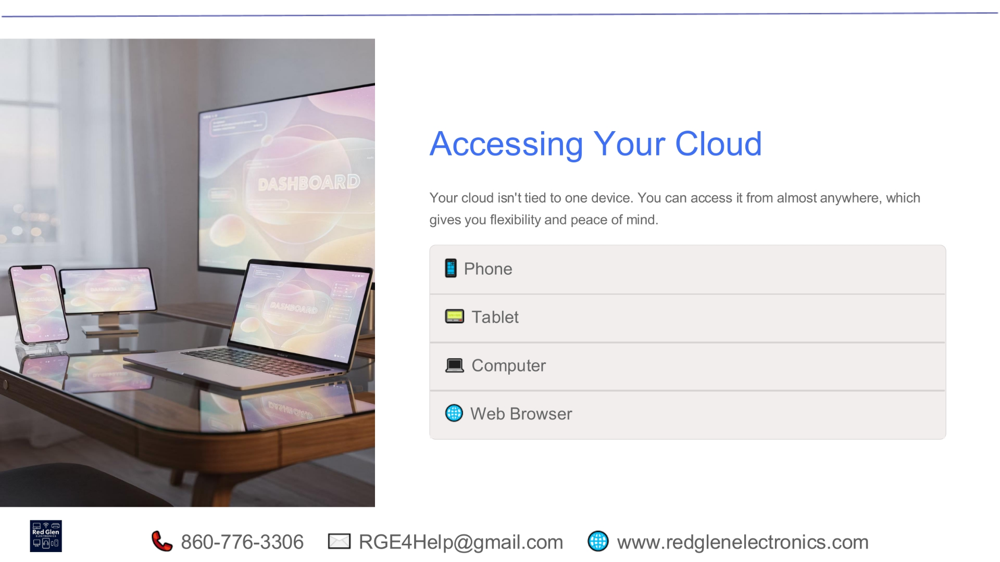 Accessing Your Cloud
Your cloud isn't tied to one device. You can access it from almost anywhere, which
gives you flexibility and peace of mind.
Phone
Tablet
Computer
Web Browser
DASHBOARD
DASHBOARD
DASHBOARD
Red Glen
ELECTRONICS
860-776-3306
RGE4Help@gmail.com
www.redglenelectronics.com